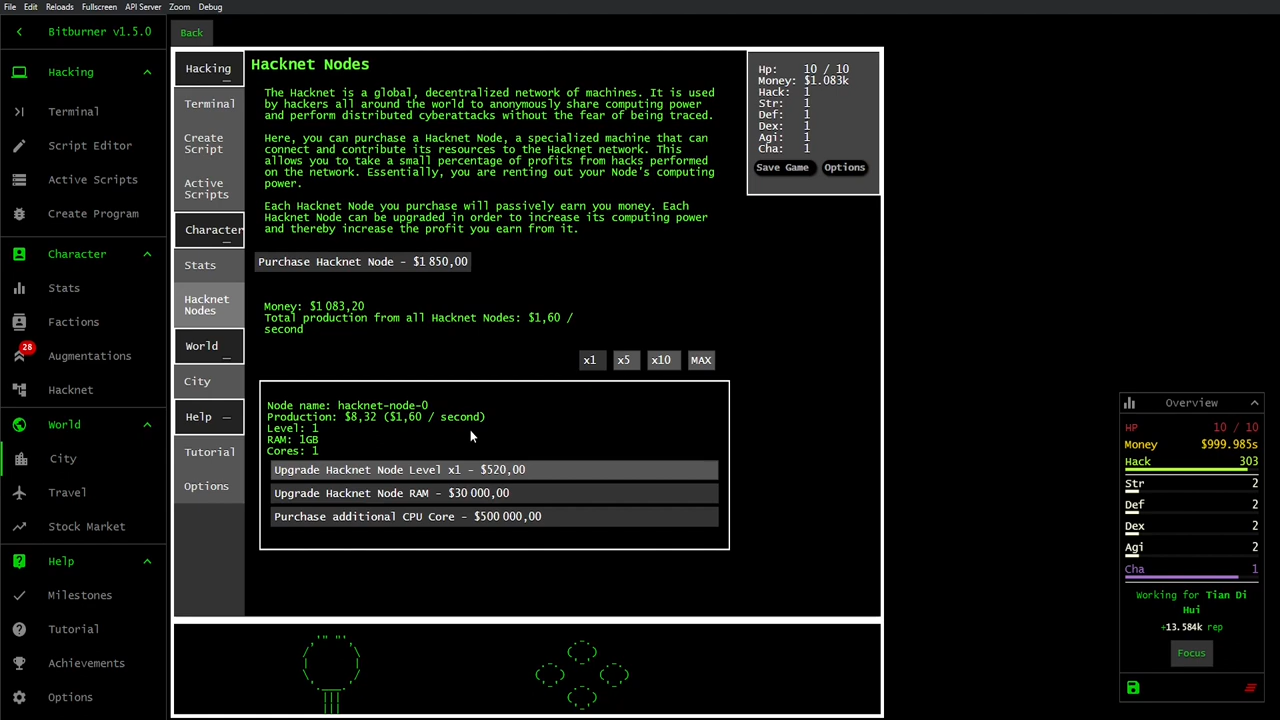 File Edit Reloads Fullscreen API Server Zoom Debug
Bitburner v1.5.0
Hacking
Terminal
Script Editor
Active Scripts
Create Program
Character
Stats
Factions
28
Augmentations
Hacknet
World
City
Travel
Stock Market
Help
Milestones
Tutorial
Achievements
Options
Back
Hacking
Terminal
Create
Script
Active
Scripts
Character
Stats
Hacknet
Nodes
World
City
Help
Tutorial
Options
Hacknet Nodes
The Hacknet is a global, decentralized network of machines. It is used
by hackers all around the world to anonymously share computing power
and perform distributed cyberattacks without the fear of being traced.
Here, you can purchase a Hacknet Node, a specialized machine that can
connect and contribute its resources to the Hacknet network. This
allows you to take a small percentage of profits from hacks performed
on the network. Essentially, you are renting out your Node's computing
power.
Each Hacknet Node you purchase will passively earn you money. Each
Hacknet Node can be upgraded in order to increase its computing power
and thereby increase the profit you earn from it.
Purchase Hacknet Node - $1 850,00
Money: $1 083,20
Total production from all Hacknet Nodes: $1,60 /
second
x1 x5 x10 MAX
Node name: hacknet-node-0
Production: $8,32 ($1,60 / second)
Level: 1
RAM: 1GB
Cores: 1
Upgrade Hacknet Node Level x1 - $520,00
Upgrade Hacknet Node RAM - $30 000,00
Purchase additional CPU Core - $500 000,00
Hp: 10 / 10
Money: $1.083k
Hack: 1
Str: 1
Def: 1
Dex: 1
Agi: 1
Cha: 1
Save Game Options
Overview
HP 10 / 10
Money $999.985s
Hack 303
Str 2
Def 2
Dex 2
Agi 2
Cha 1
Working for Tian Di
Hui
+13.584k rep
Focus